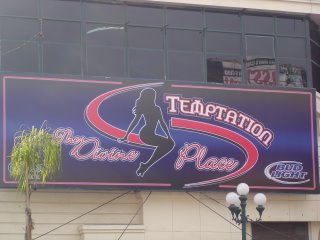 TEMPTATION
The Divine Place
BUD
LIGHT